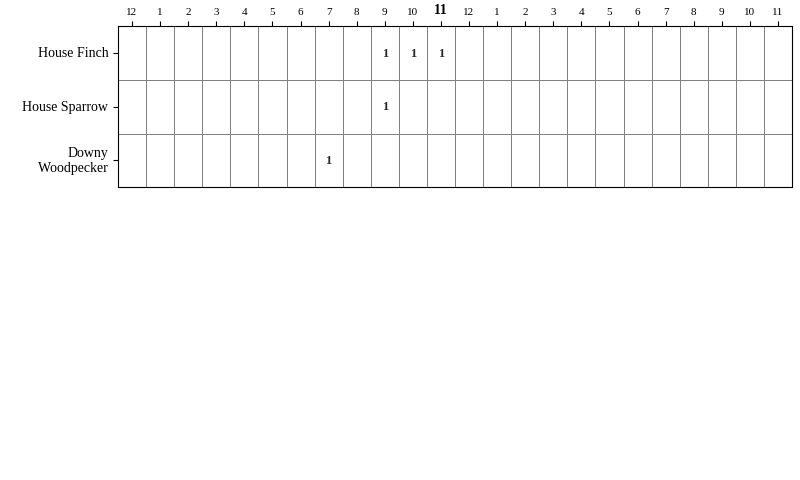 12 1 2 3 4 5 6 7 8 9 10 11 12 1 2 3 4 5 6 7 8 9 10 11
House Finch 1 1 1
House Sparrow 1
Downy
Woodpecker 1